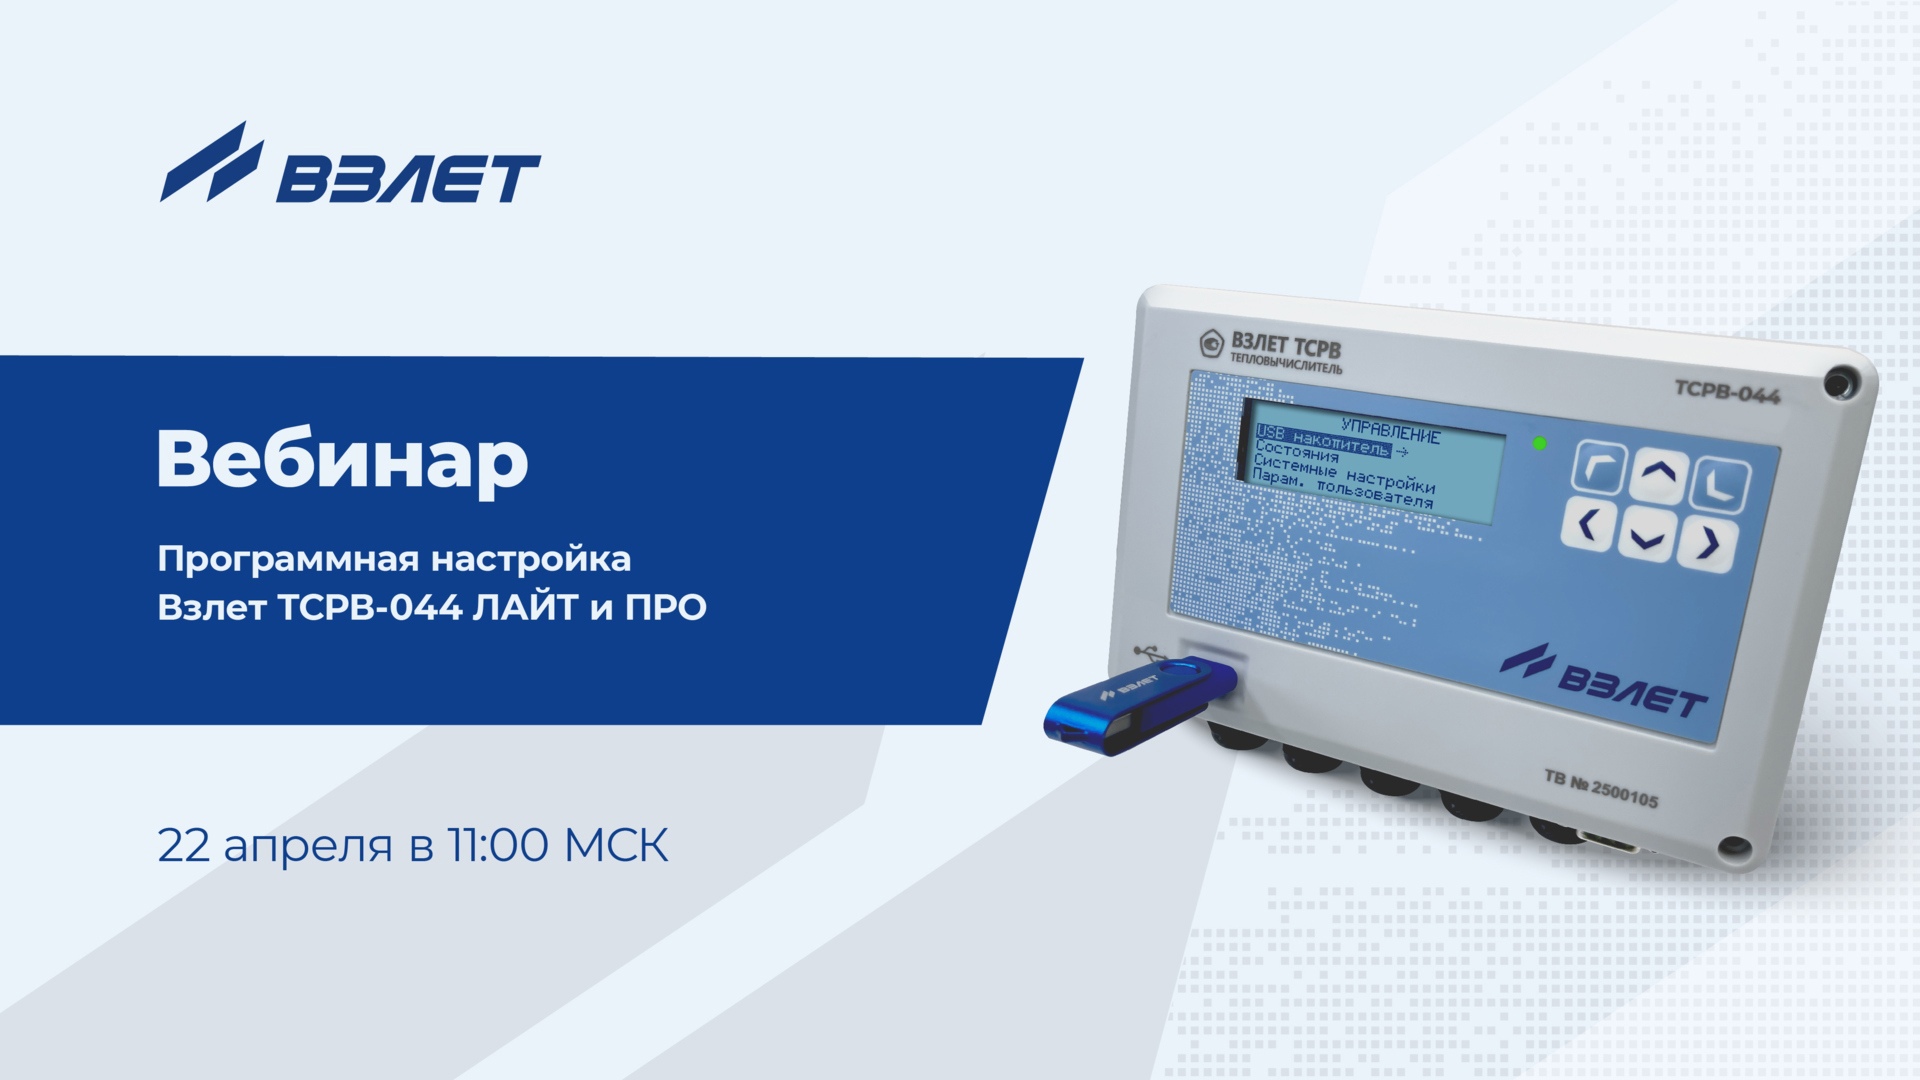 ВЗЛЕТ
Вебинар
Программная настройка
Взлет ТСРВ-044 ЛАЙТ и ПРО
22 апреля в 11:00 МСК
ВЗЛЕТ ТСРВ
ТЕПЛОВЫЧИСЛИТЕЛЬ
ТСРВ-044
УПРАВЛЕНИЕ
USB накопитель →
Состояния
Системные настройки
Парам. пользователя
ВЗЛЕТ
ВЗЛЕТ
ТВ № 2500105